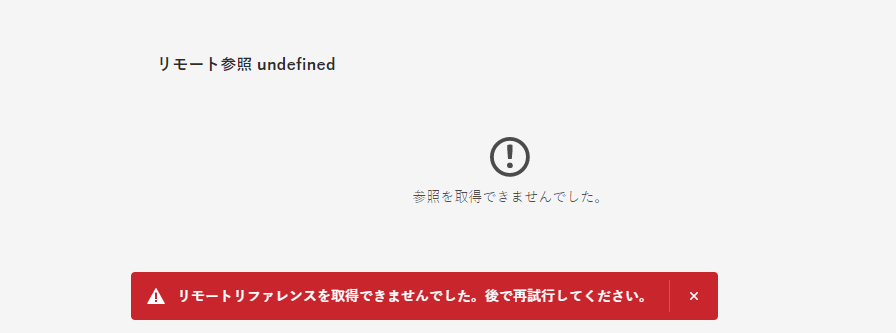 リモート参照 undefined
参照を取得できませんでした。
リモートリファレンスを取得できませんでした。後で再試行してください。